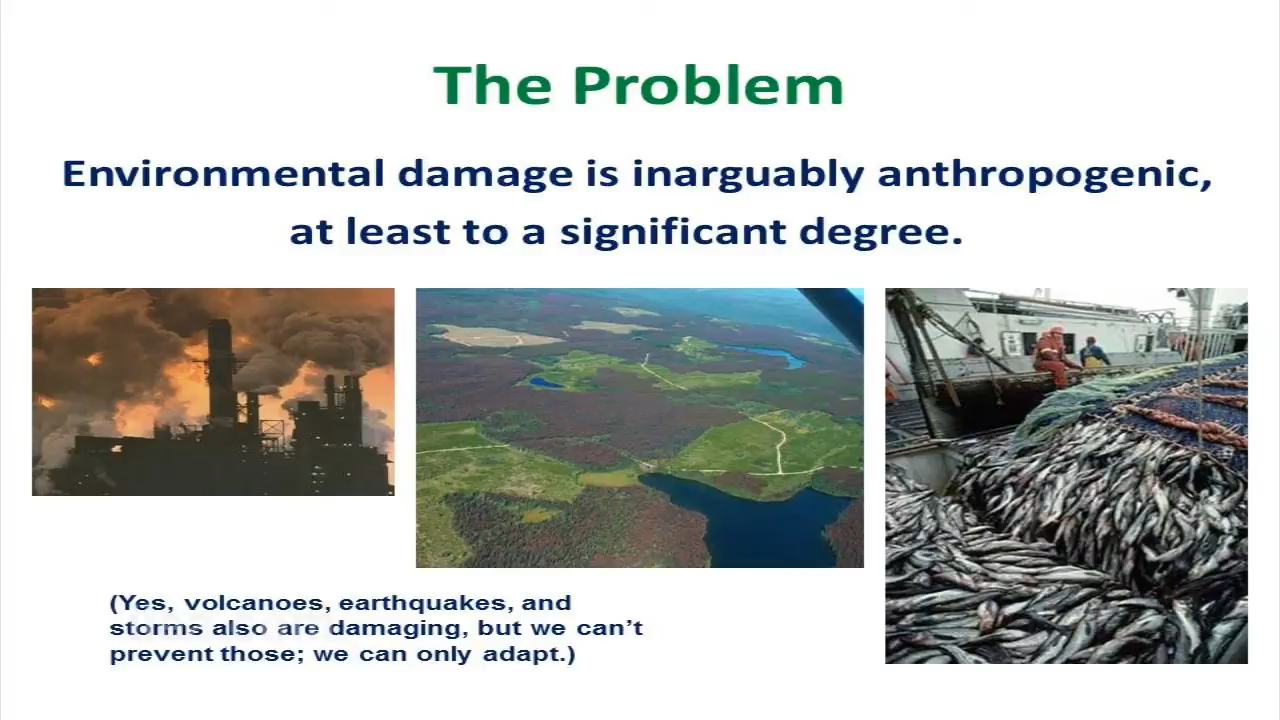 The Problem
Environmental damage is inarguably anthropogenic,
at least to a significant degree.
(Yes, volcanoes, earthquakes, and
storms also are damaging, but we can’t
prevent those; we can only adapt.)